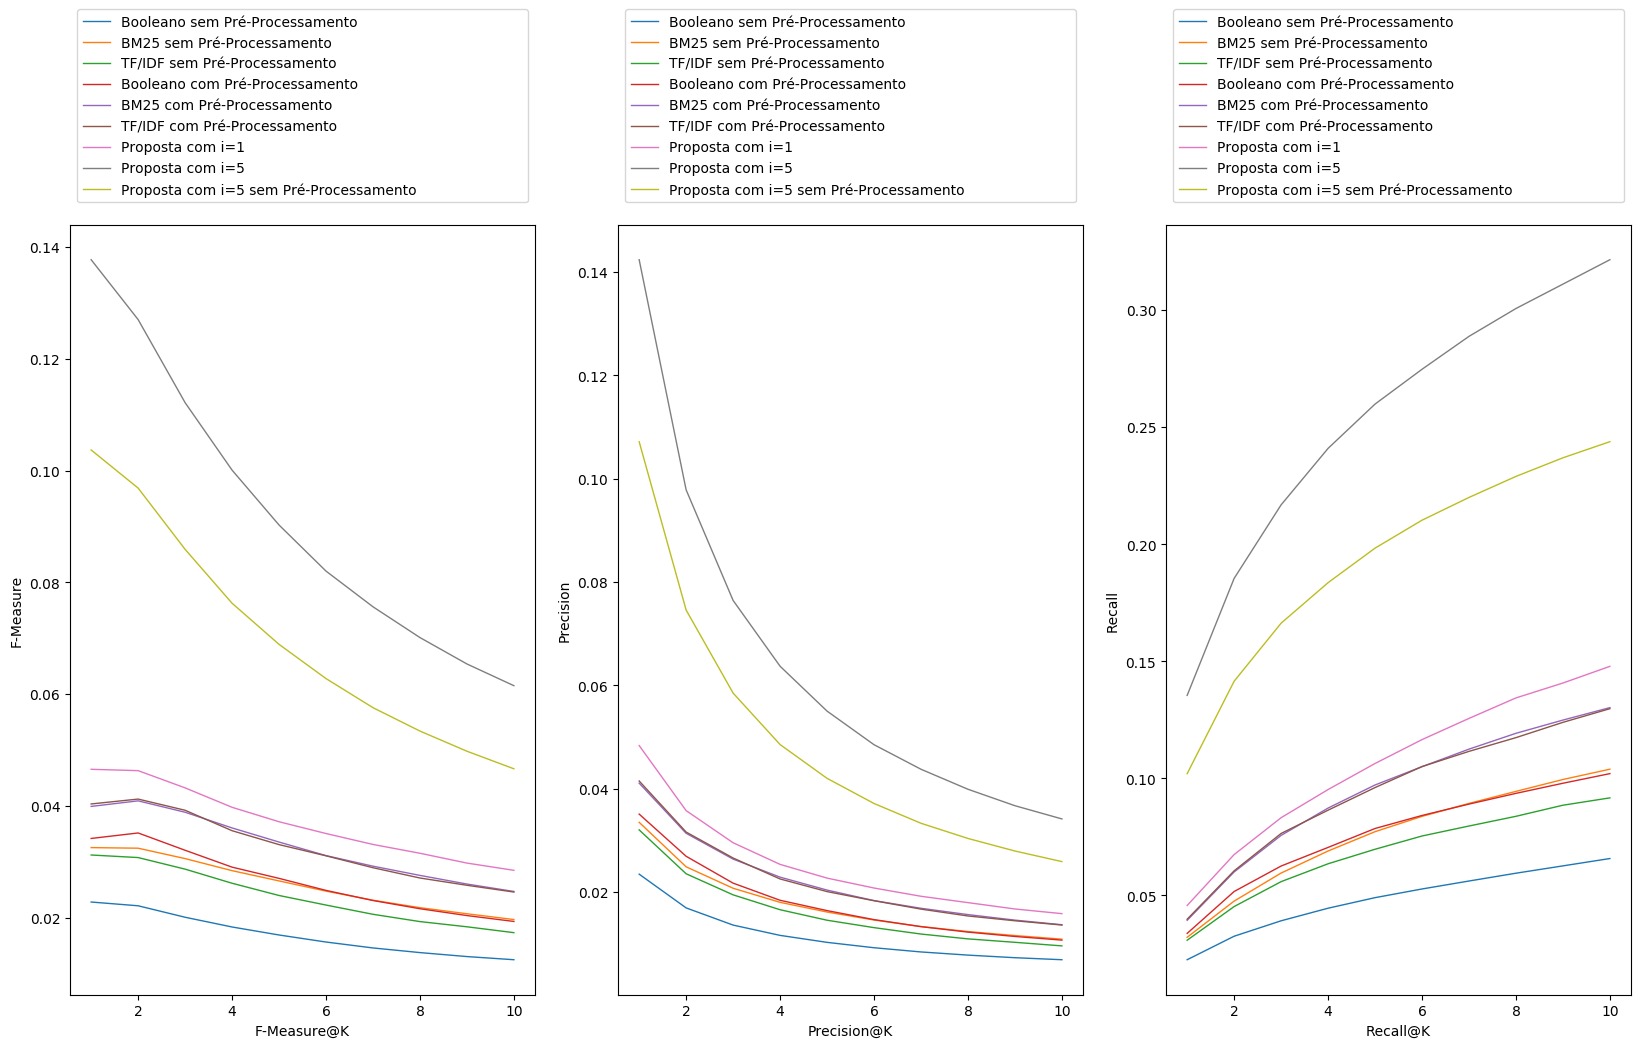 Booleano sem Pré-Processamento
BM25 sem Pré-Processamento
TF/IDF sem Pré-Processamento
Booleano com Pré-Processamento
BM25 com Pré-Processamento
TF/IDF com Pré-Processamento
Proposta com i=1
Proposta com i=5
Proposta com i=5 sem Pré-Processamento
0.14
0.12
0.10
0.08
0.06
0.04
0.02
F-Measure
2 4 6 8 10
F-Measure@K
Booleano sem Pré-Processamento
BM25 sem Pré-Processamento
TF/IDF sem Pré-Processamento
Booleano com Pré-Processamento
BM25 com Pré-Processamento
TF/IDF com Pré-Processamento
Proposta com i=1
Proposta com i=5
Proposta com i=5 sem Pré-Processamento
0.14
0.12
0.10
0.08
0.06
0.04
0.02
Precision
2 4 6 8 10
Precision@K
Booleano sem Pré-Processamento
BM25 sem Pré-Processamento
TF/IDF sem Pré-Processamento
Booleano com Pré-Processamento
BM25 com Pré-Processamento
TF/IDF com Pré-Processamento
Proposta com i=1
Proposta com i=5
Proposta com i=5 sem Pré-Processamento
0.30
0.25
0.20
0.15
0.10
0.05
Recall
2 4 6 8 10
Recall@K